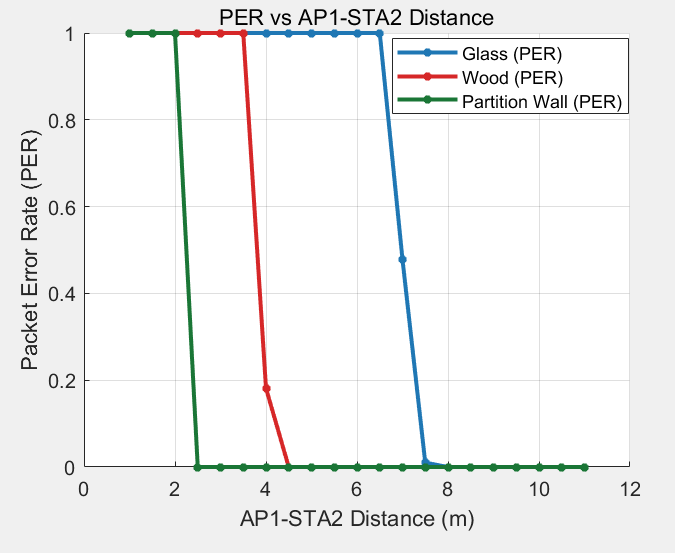 PER vs AP1-STA2 Distance
Glass (PER)
Wood (PER)
Partition Wall (PER)
Packet Error Rate (PER)
1
0.8
0.6
0.4
0.2
0
0 2 4 6 8 10 12
AP1-STA2 Distance (m)